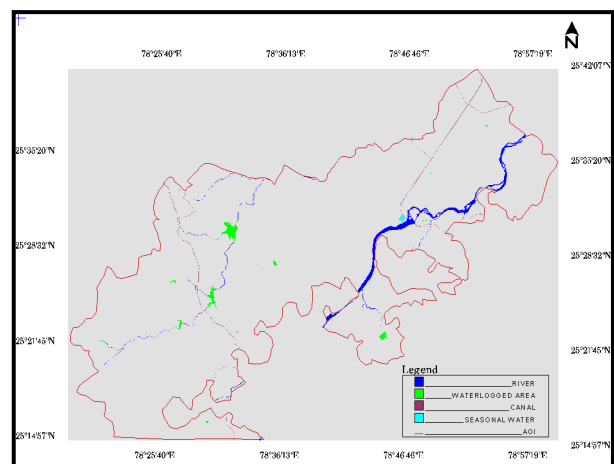 N
78°25'40"E 78°36'13"E 78°46'46"E 78°57'19"E
25°42'07"N
25°35'20"N 25°35'20"N
25°28'32"N 25°28'32"N
25°21'45"N 25°21'45"N
Legend
RIVER
WATERLOGGED AREA
CANAL
SEASONAL WATER
AOI
25°14'57"N 25°14'57"N
78°25'40"E 78°36'13"E 78°46'46"E 78°57'19"E